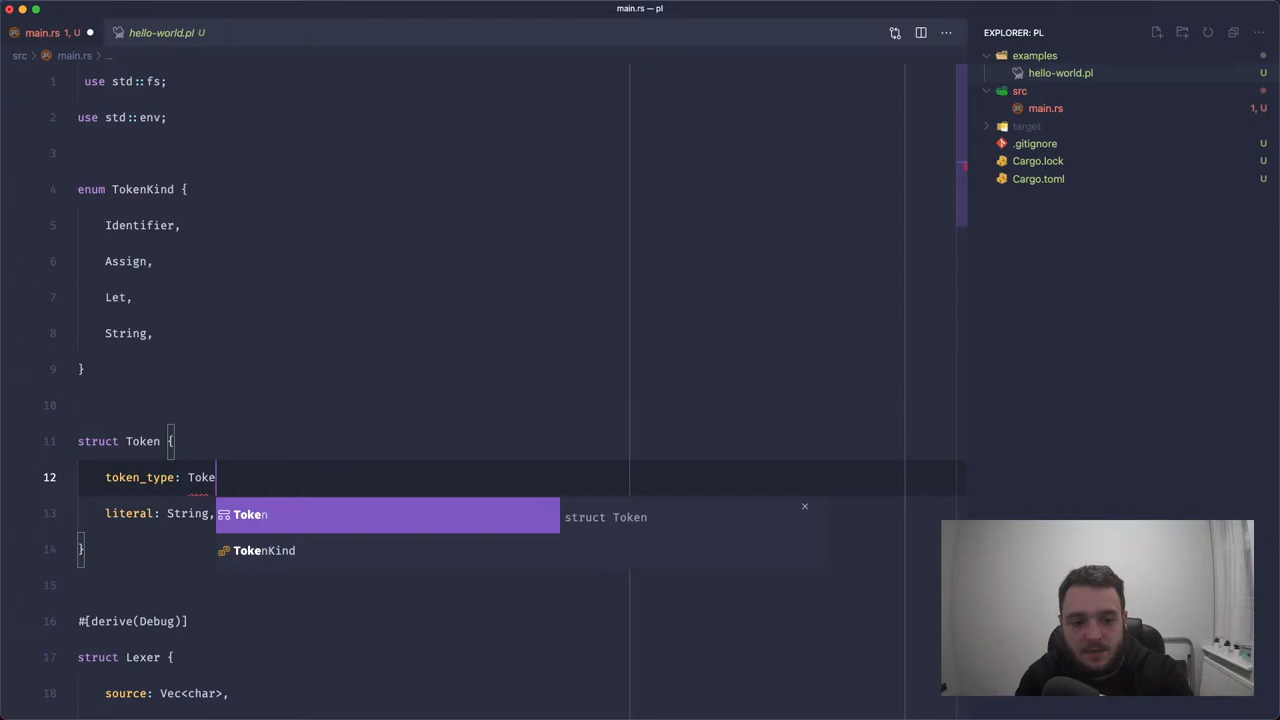 main.rs — pl
main.rs 1, U
hello-world.pl U
src > main.rs > ...
1 use std::fs;
2 use std::env;
3
4 enum TokenKind {
5 Identifier,
6 Assign,
7 Let,
8 String,
9 }
10
11 struct Token {
12 token_type: Toke
13 literal: String,
Token struct Token
TokenKind
14 }
15
16 #[derive(Debug)]
17 struct Lexer {
18 source: Vec<char>,
EXPLORER: PL
examples
hello-world.pl U
src
main.rs 1, U
target
.gitignore U
Cargo.lock U
Cargo.toml U